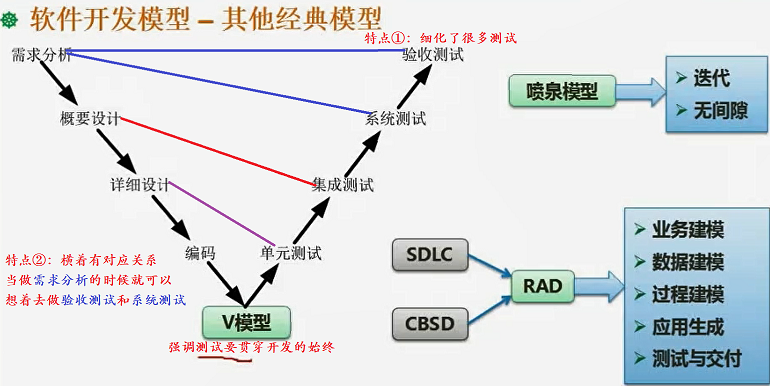 软件开发模型 – 其他经典模型
特点①：细化了很多测试
需求分析
验收测试
概要设计
系统测试
详细设计
集成测试
编码
单元测试
特点②：横着有对应关系
当做需求分析的时候就可以
想着去做验收测试和系统测试
V模型
强调测试要贯穿开发的始终
喷泉模型
迭代
无间隙
SDLC
CBSD
RAD
业务建模
数据建模
过程建模
应用生成
测试与交付